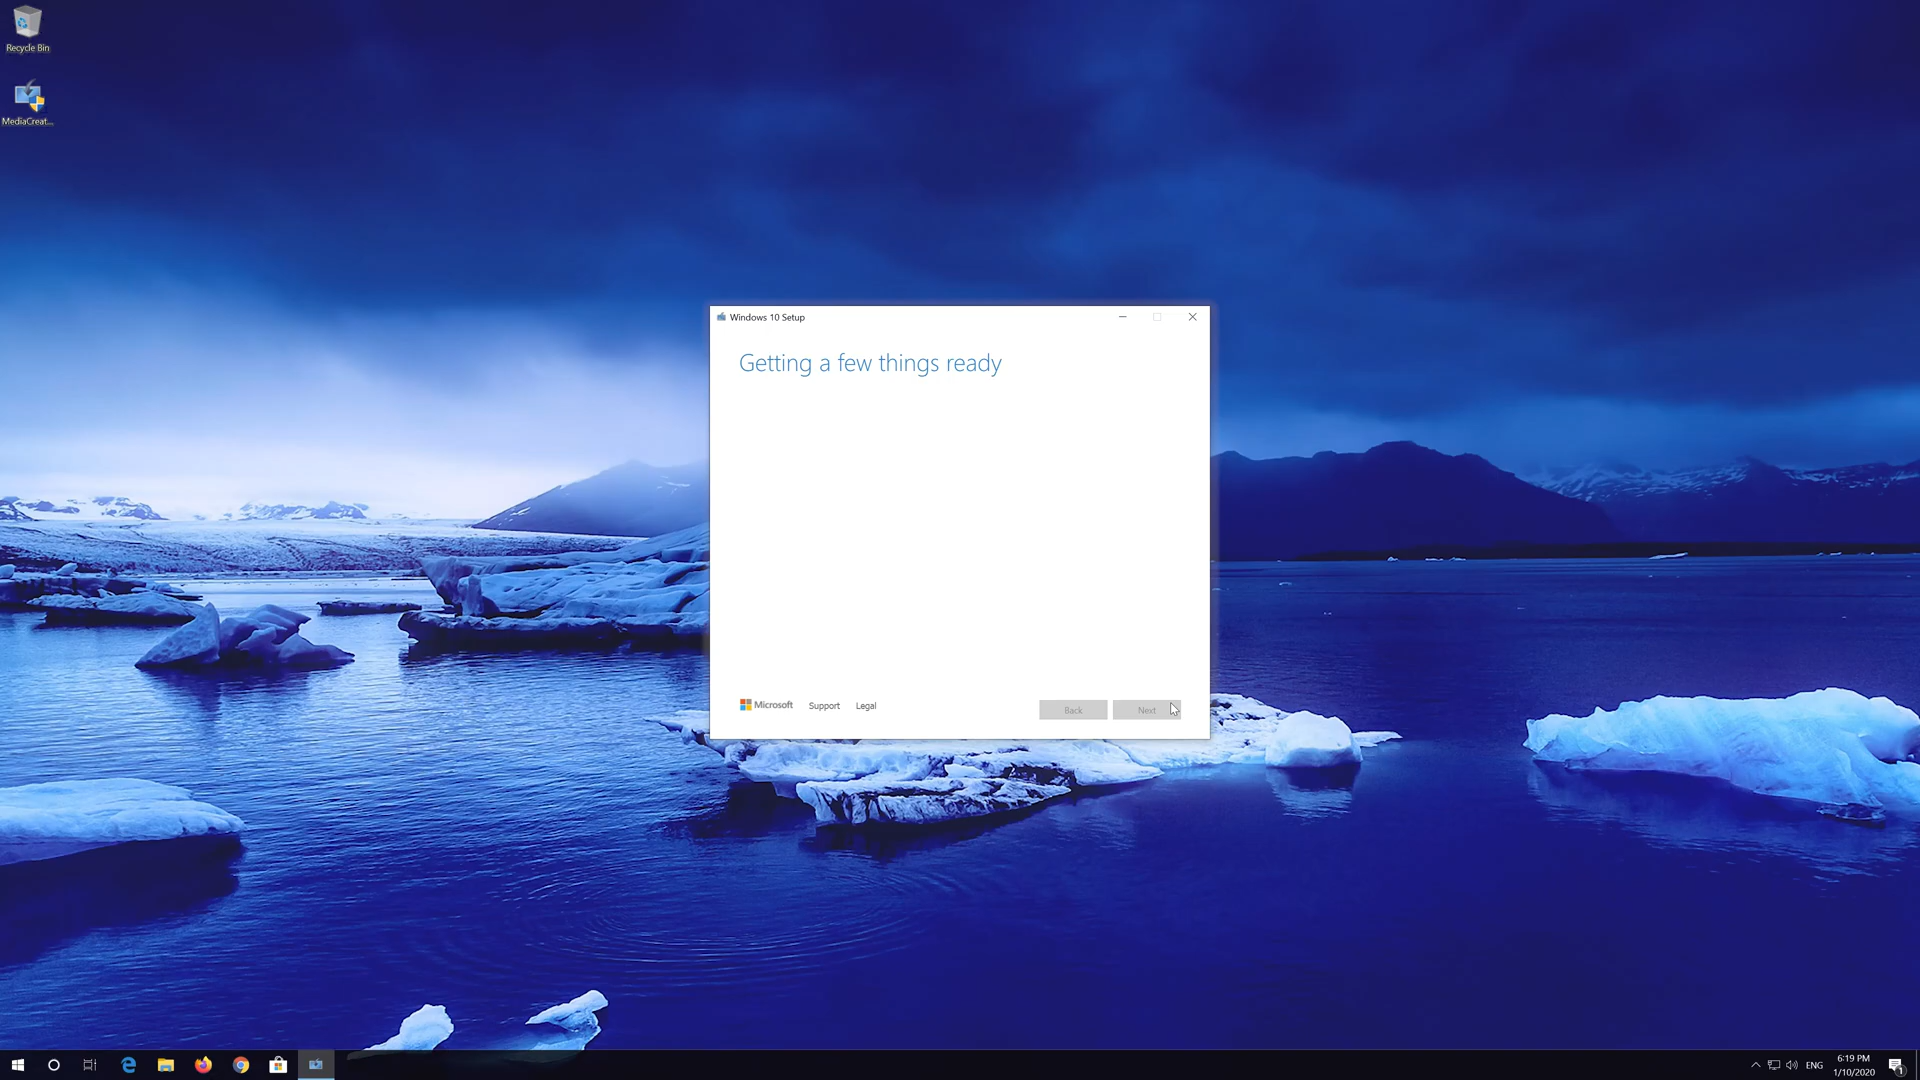 Recycle Bin
MediaCreat...
Windows 10 Setup
Getting a few things ready
Microsoft
Support
Legal
Back
Next
ENG
6:19 PM
1/10/2020
1